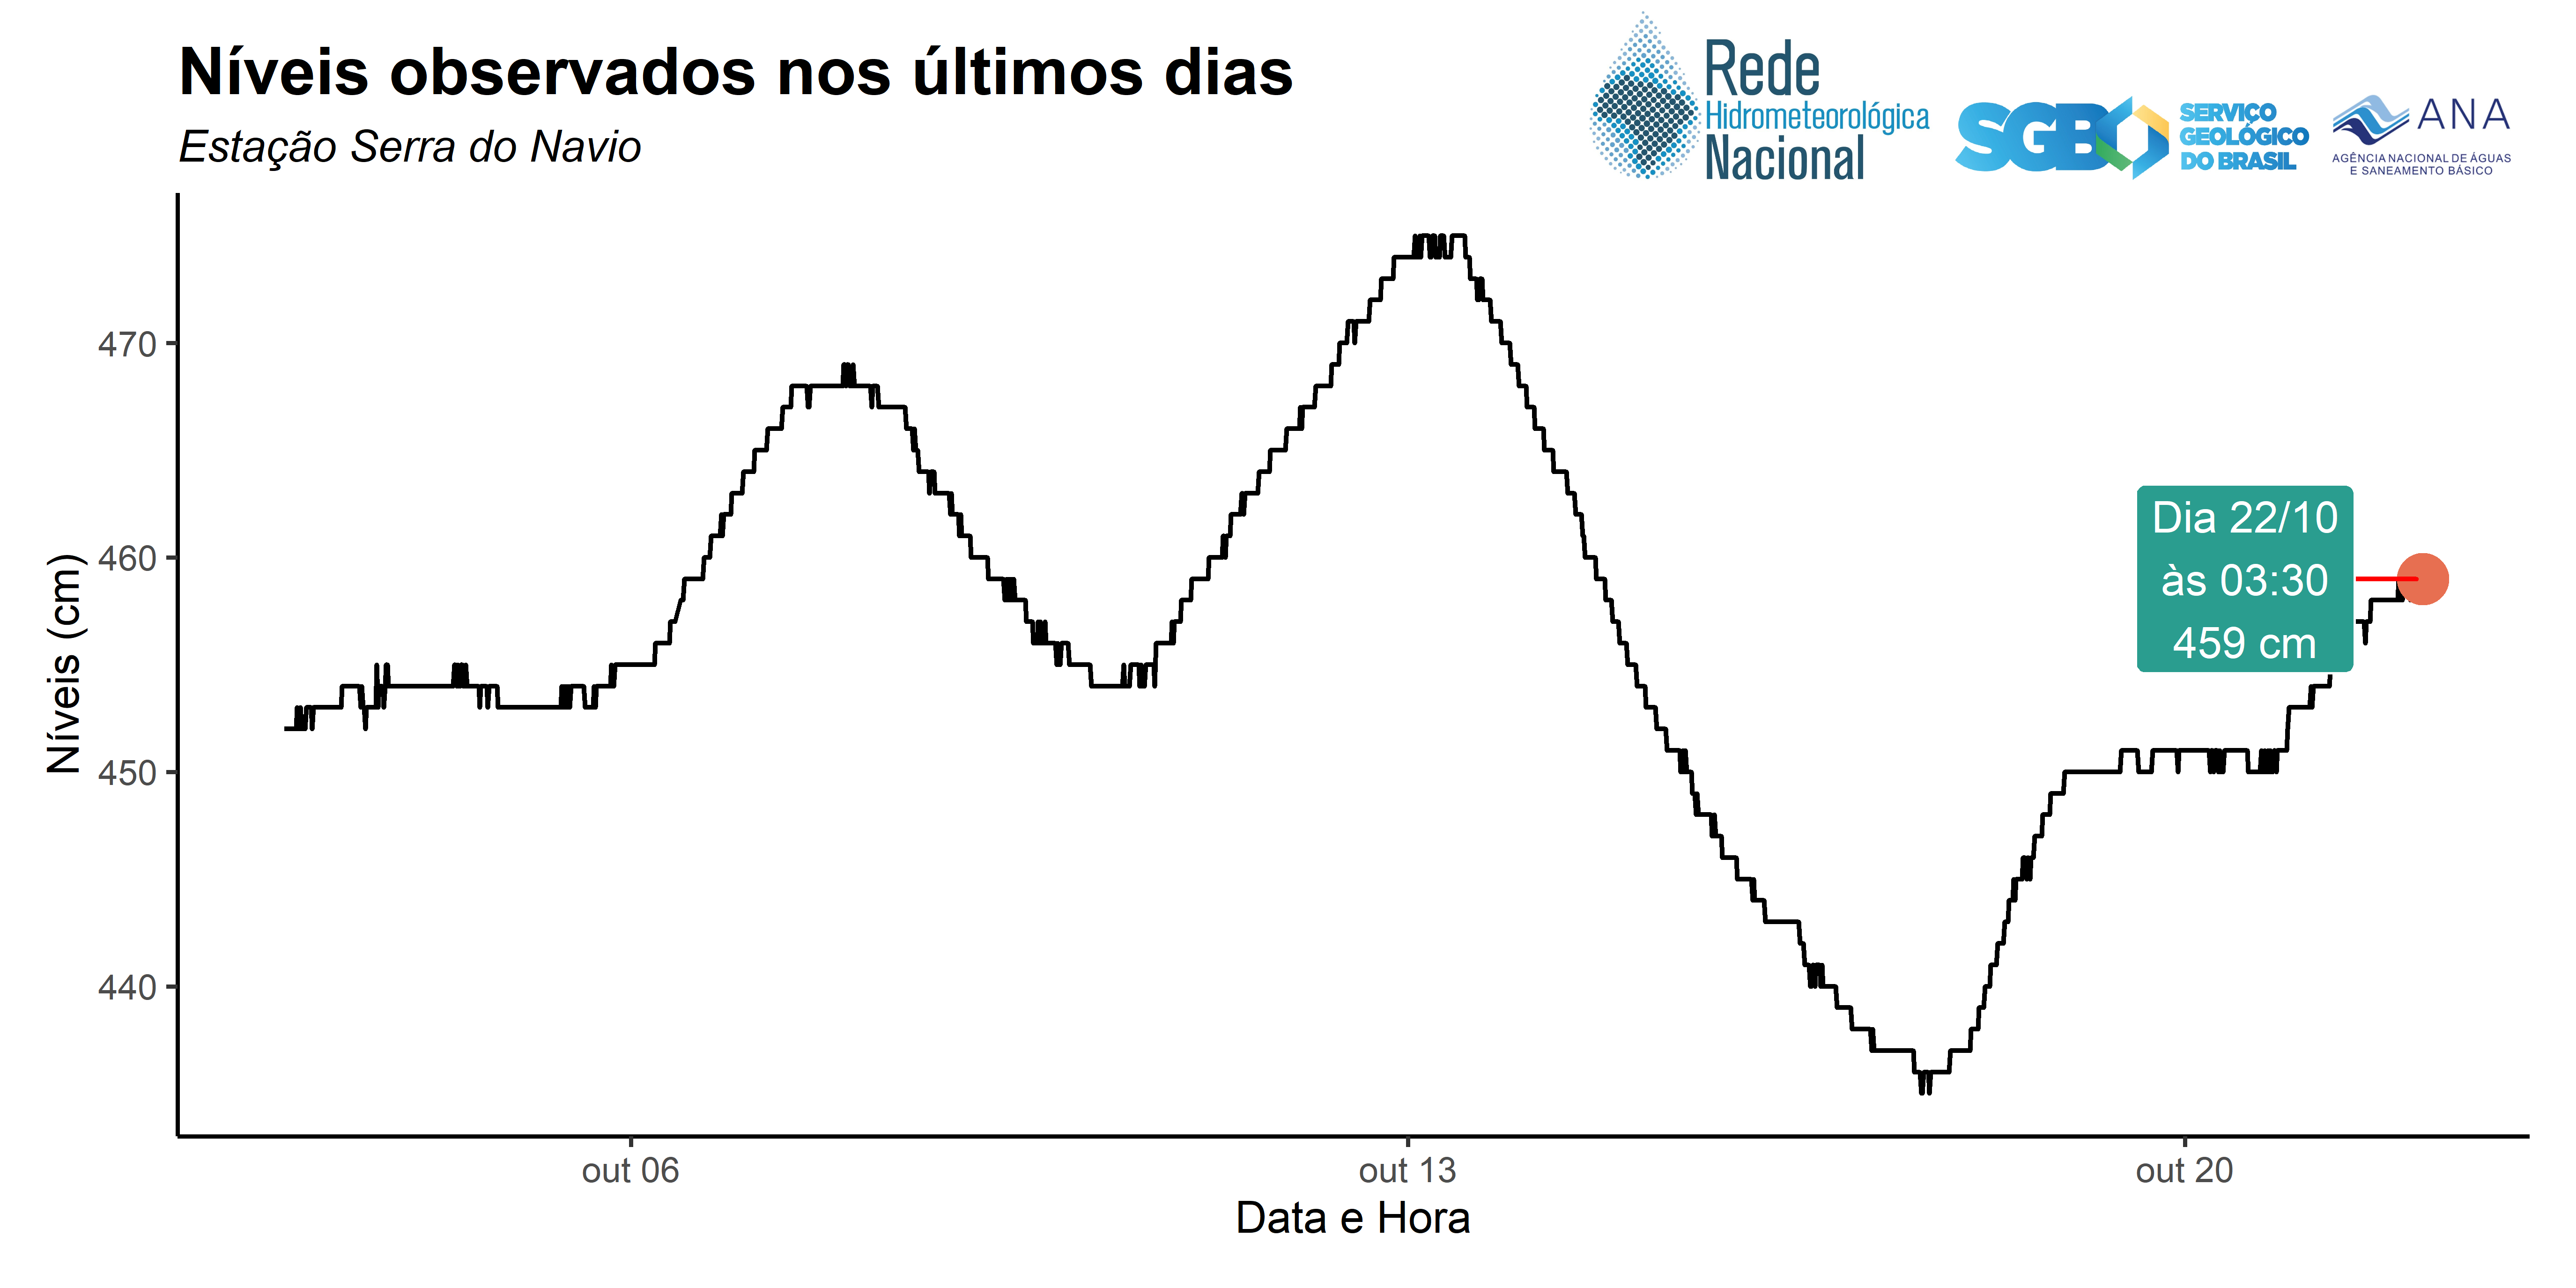 Níveis observados nos últimos dias
Estação Serra do Navio
Rede
Hidrometeorológica
Nacional
SGB
SERVIÇO
GEOLÓGICO
DO BRASIL
ANA
AGÊNCIA NACIONAL DE ÁGUAS
E SANEAMENTO BÁSICO
Níveis (cm)
470
460
450
440
Dia 22/10
às 03:30
459 cm
out 06
out 13
out 20
Data e Hora